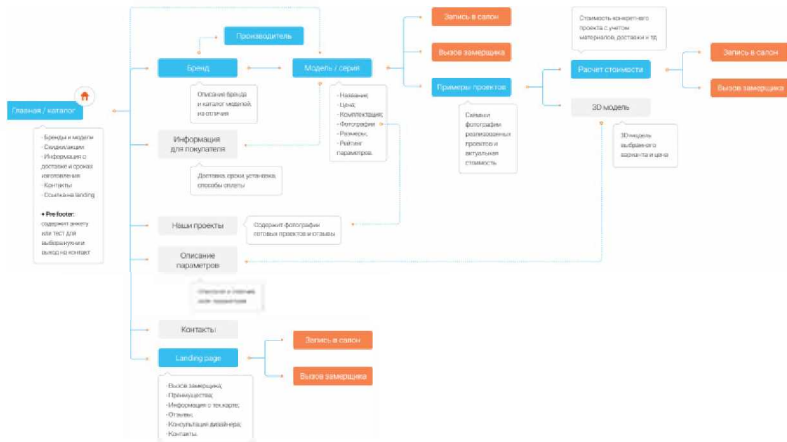 Производитель
Бренд
Описание бренда
и каталог моделей,
их отличия
Модель / серия
- Название;
- Цена;
- Комплектация;
- Фотографии
- Размеры;
- Рейтинг
параметров.
Запись в салон
Вызов замерщика
Примеры проектов
Снимки
фотографии
реализованных
проектов и
актуальная
стоимость
Стоимость конкретного
проекта с учетом
материалов, доставки и тд
Расчет стоимости
Запись в салон
Вызов замерщика
3D-модель
3D-модель
выбранного
варианта и цена
Главная / каталог
- Бренды и модели
- Скидки/акции
- Информация о
доставке и сроках
изготовления
- Контакты
- Ссылка на landing
• Pre footer:
содержит анкету
или тест для
выбора кухни и
выход на контакт
Информация
для покупателя
Доставка, сроки установки,
способы оплаты
Наши проекты
Содержит фотографии
готовых проектов и отзывы
Описание
параметров
Контакты
Landing page
- Вызов замерщика;
- Преимущества;
- Информация о тех.карте;
- Отзывы;
- Консультация дизайнера;
- Контакты.
Запись в салон
Вызов замерщика